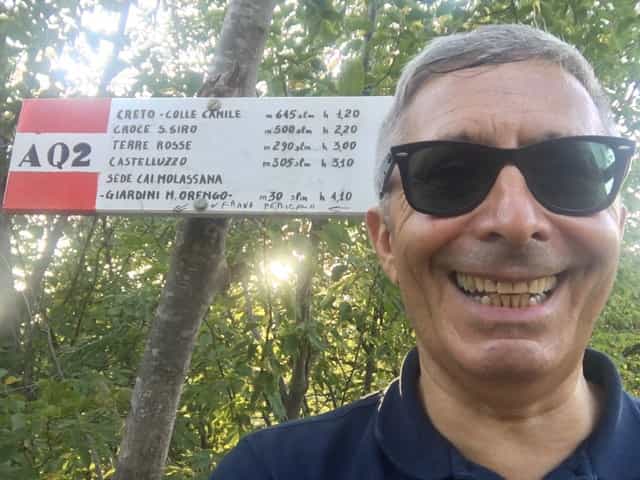 AQ2
CRETO - COLLE CAMILE m 645 slm h 1,20
CROCE S. SIRO m 500 slm h 2,20
TERRE ROSSE m 290 slm h 3,00
CASTELLUZZO m 305 slm h 3,10
SEDE CAI MOLASSANA
-GIARDINI M. ORENGO- m 30 slm h 4,10